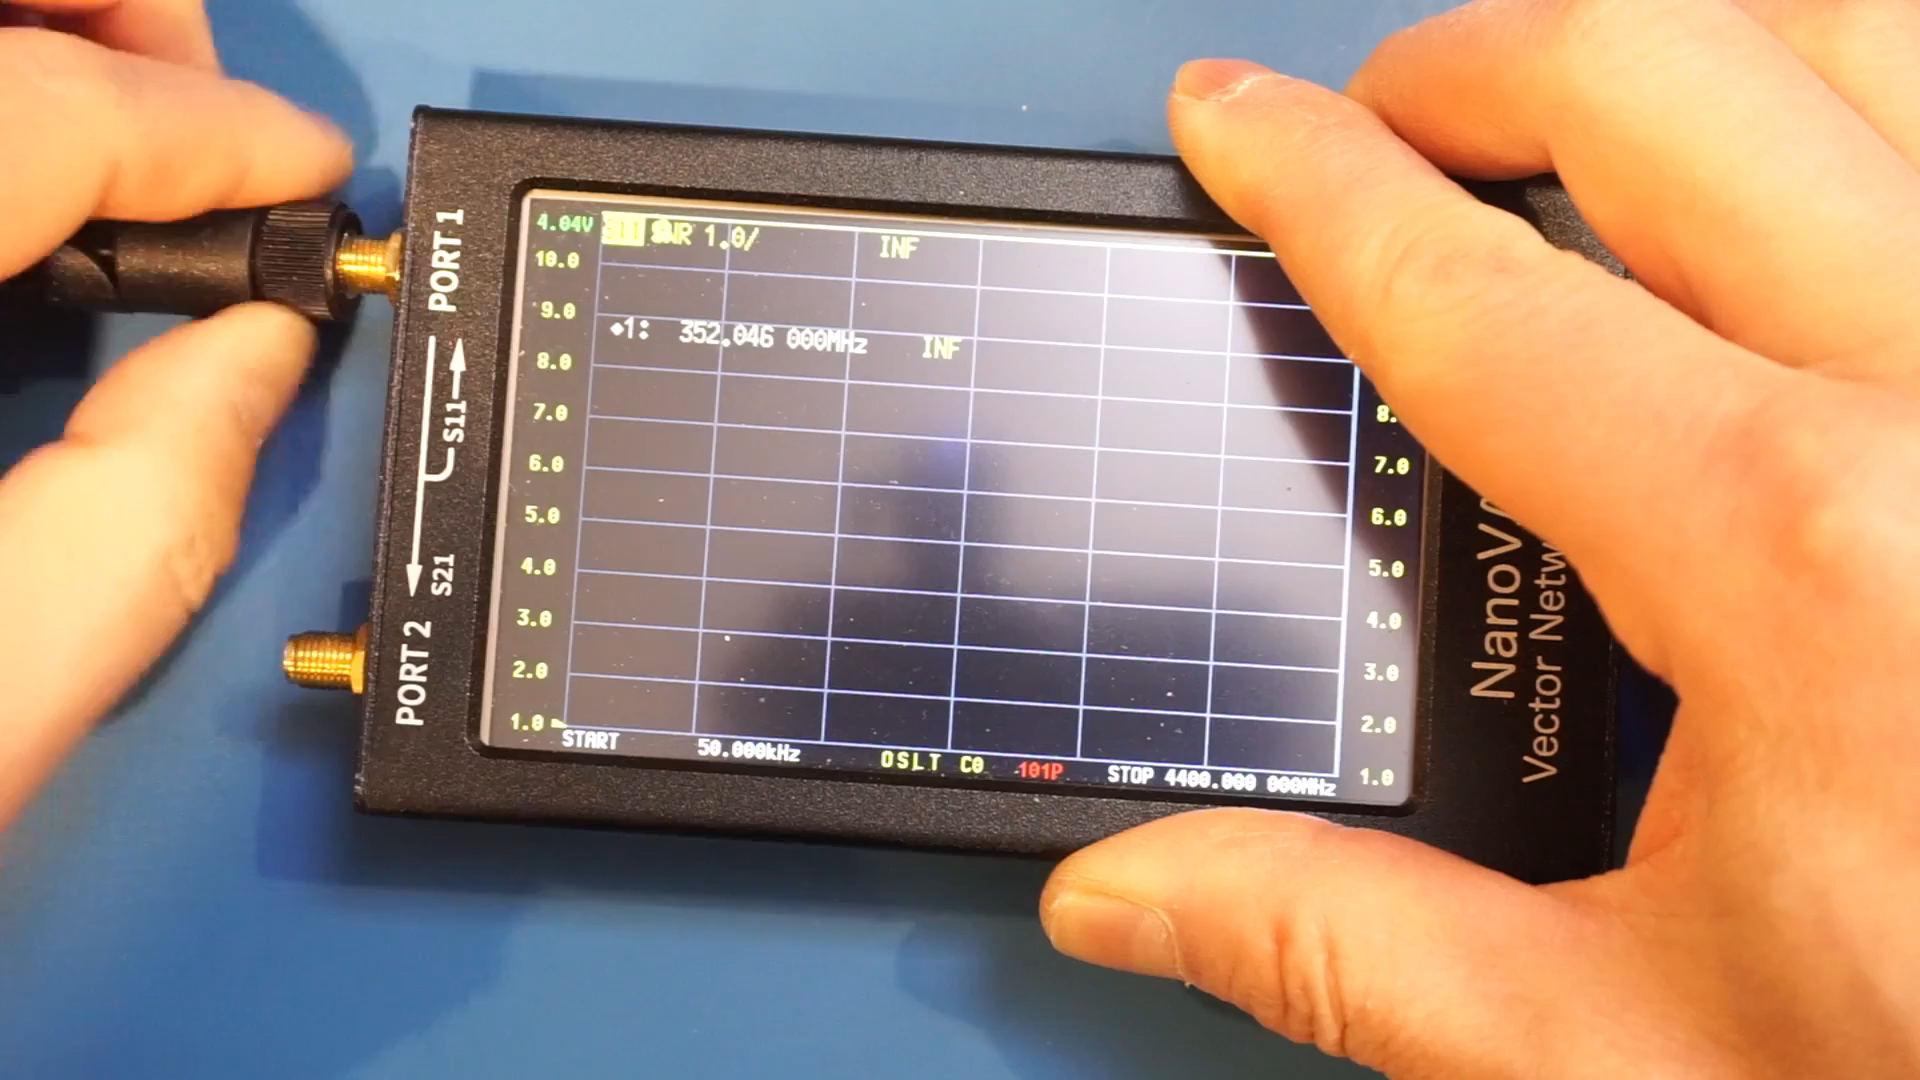 4.04V S11 SWR 1.0/ INF
10.0
9.0
◆1: 352.046 000MHz INF
8.0
7.0
6.0
5.0
4.0
3.0
2.0
1.0
8.
7.0
6.0
5.0
4.0
3.0
2.0
1.0
START 50.000kHz OSLT C0 101P STOP 4400.000 000MHz
PORT 1
S11
S21
PORT 2
Vector